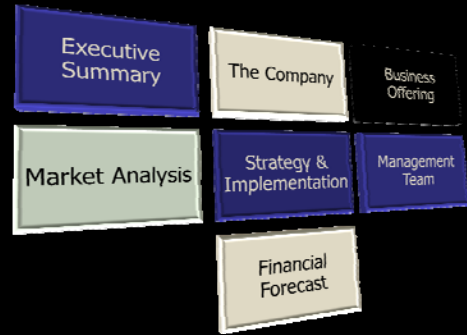 Executive
Summary
The Company
Business
Offering
Market Analysis
Strategy &
Implementation
Management
Team
Financial
Forecast